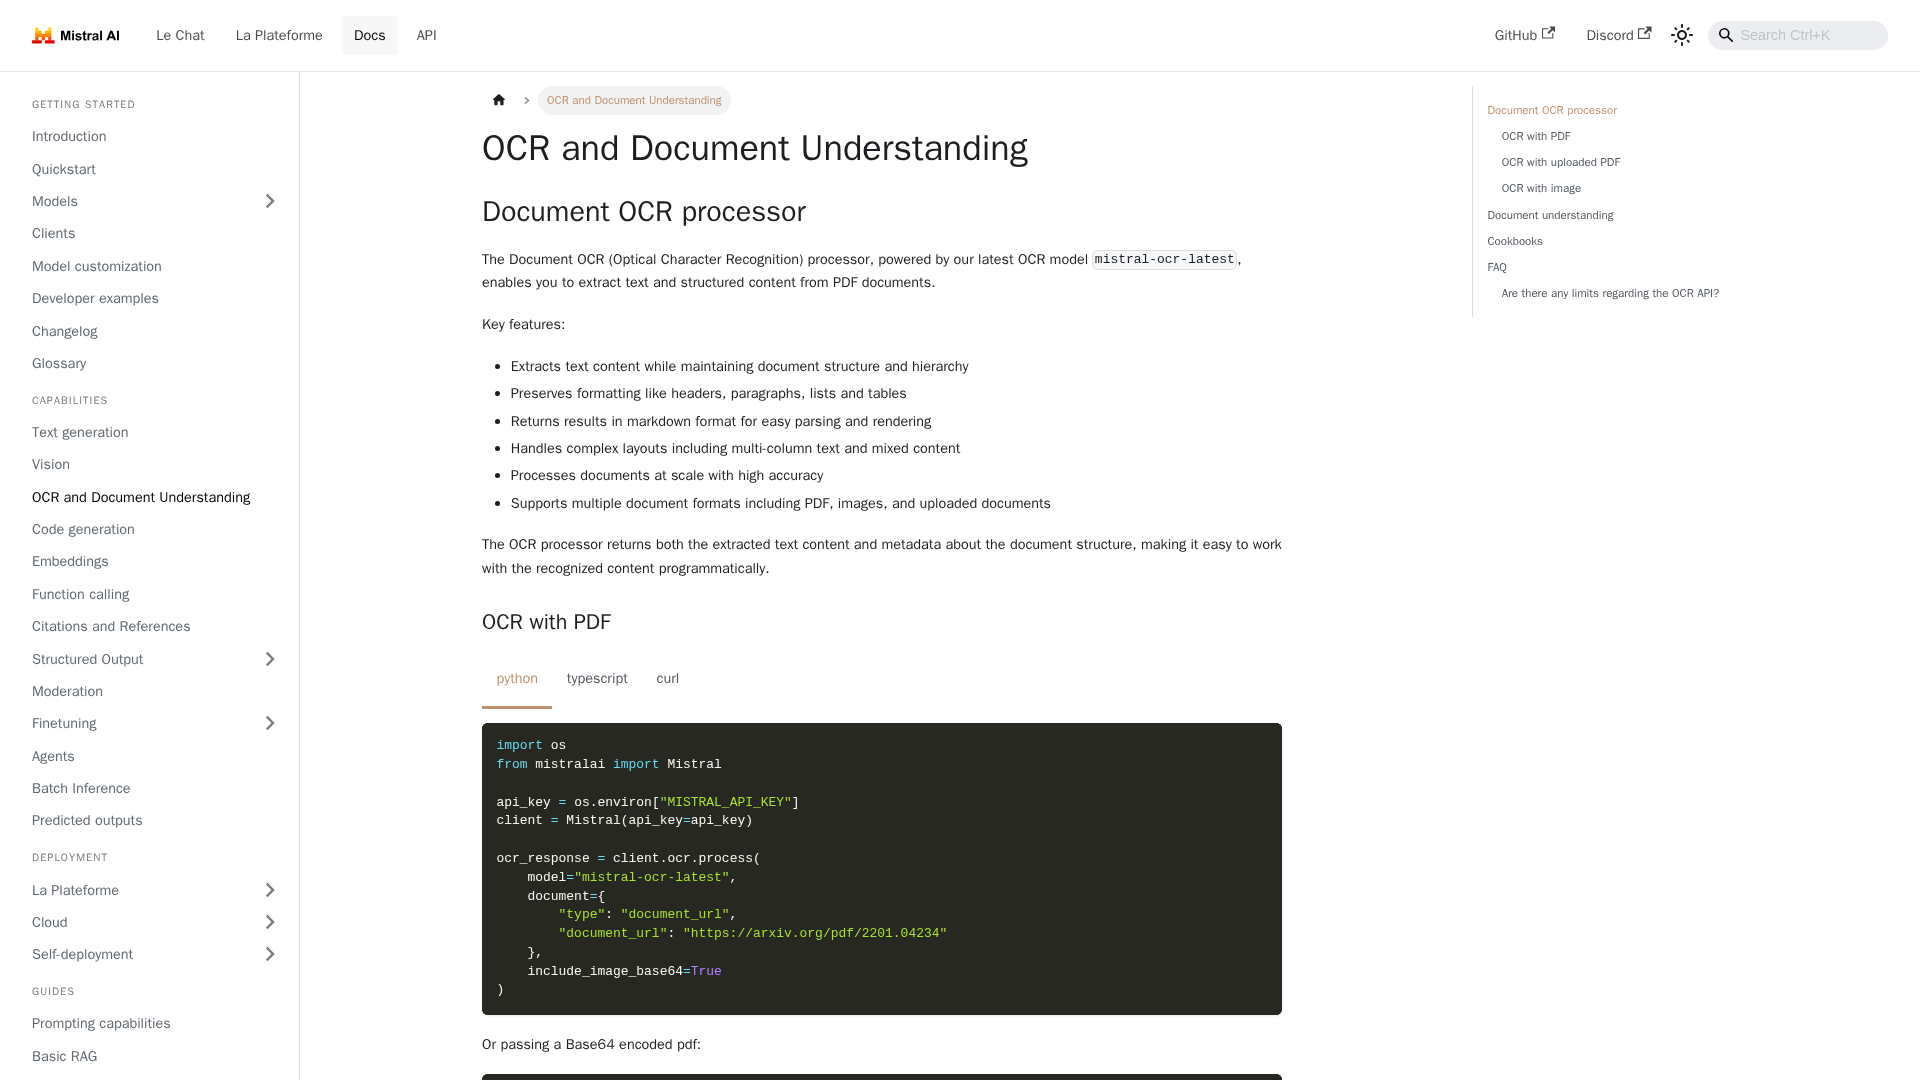 Mistral AI
Le Chat
La Plateforme
Docs
API
GitHub
Discord
Search Ctrl+K
GETTING STARTED
Introduction
Quickstart
Models
Clients
Model customization
Developer examples
Changelog
Glossary
CAPABILITIES
Text generation
Vision
OCR and Document Understanding
Code generation
Embeddings
Function calling
Citations and References
Structured Output
Moderation
Finetuning
Agents
Batch Inference
Predicted outputs
DEPLOYMENT
La Plateforme
Cloud
Self-deployment
GUIDES
Prompting capabilities
Basic RAG
OCR and Document Understanding
OCR and Document Understanding
Document OCR processor
The Document OCR (Optical Character Recognition) processor, powered by our latest OCR model mistral-ocr-latest,
enables you to extract text and structured content from PDF documents.
Key features:
• Extracts text content while maintaining document structure and hierarchy
• Preserves formatting like headers, paragraphs, lists and tables
• Returns results in markdown format for easy parsing and rendering
• Handles complex layouts including multi-column text and mixed content
• Processes documents at scale with high accuracy
• Supports multiple document formats including PDF, images, and uploaded documents
The OCR processor returns both the extracted text content and metadata about the document structure, making it easy to work
with the recognized content programmatically.
OCR with PDF
python
typescript
curl
import os
from mistralai import Mistral
api_key = os.environ["MISTRAL_API_KEY"]
client = Mistral(api_key=api_key)
ocr_response = client.ocr.process(
    model="mistral-ocr-latest",
    document={
        "type": "document_url",
        "document_url": "https://arxiv.org/pdf/2201.04234"
    },
    include_image_base64=True
)
Or passing a Base64 encoded pdf:
Document OCR processor
OCR with PDF
OCR with uploaded PDF
OCR with image
Document understanding
Cookbooks
FAQ
Are there any limits regarding the OCR API?